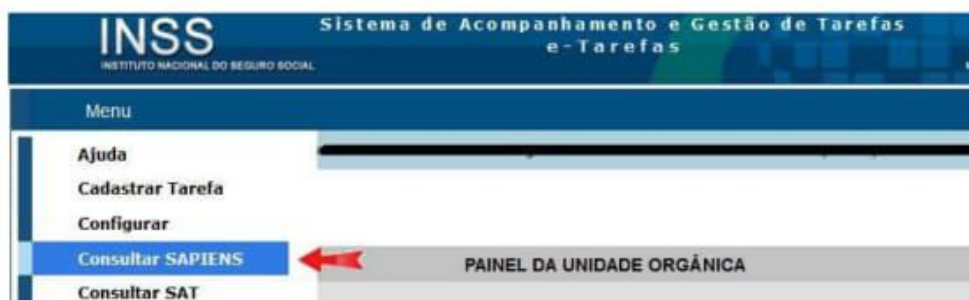 INSS
INSTITUTO NACIONAL DO SEGURO SOCIAL
Sistema de Acompanhamento e Gestão de Tarefas
e-Tarefas
Menu
Ajuda
Cadastrar Tarefa
Configurar
Consultar SAPIENS
Consultar SAT
PAINEL DA UNIDADE ORGÂNICA